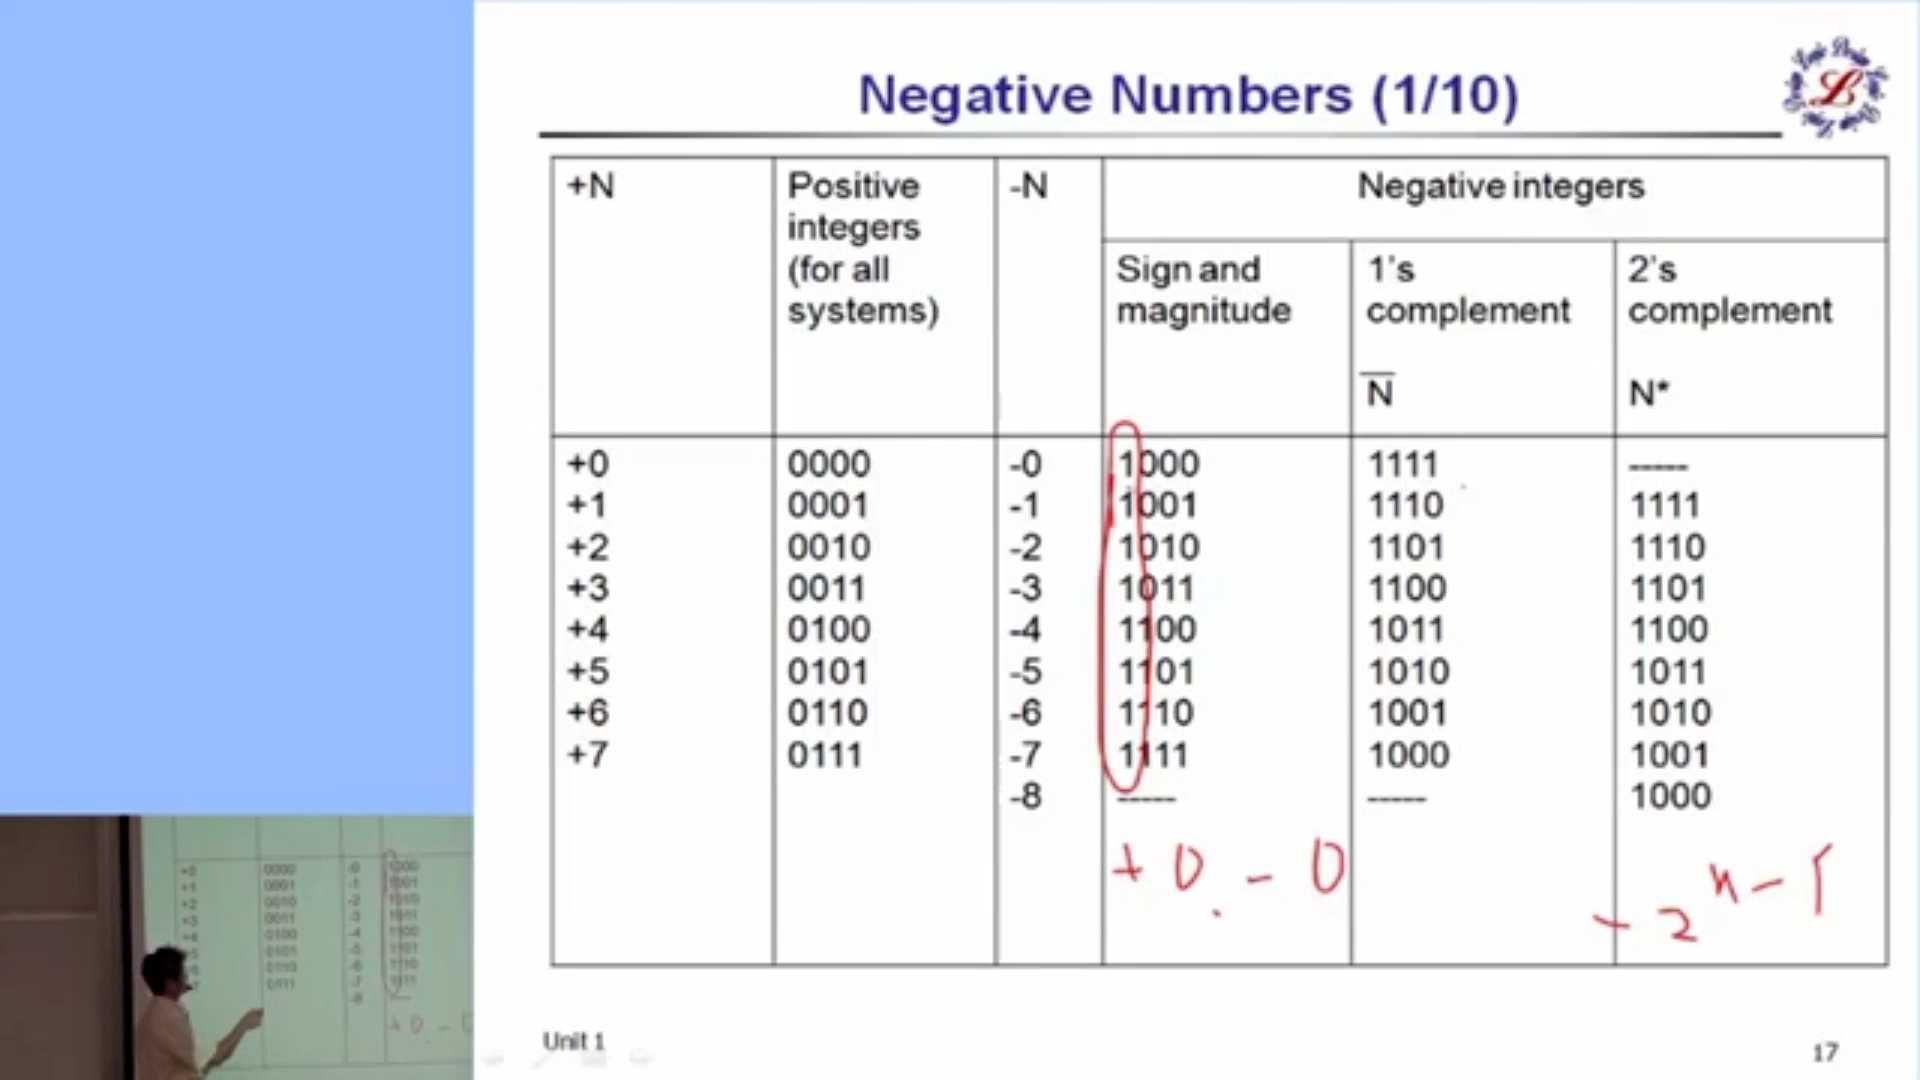 Negative Numbers (1/10)
+N Positive integers (for all systems) -N Negative integers
Sign and magnitude 1's complement N̅ 2's complement N*
+0 0000 -0 1000 1111 -----
+1 0001 -1 1001 1110 1111
+2 0010 -2 1010 1101 1110
+3 0011 -3 1011 1100 1101
+4 0100 -4 1100 1011 1100
+5 0101 -5 1101 1010 1011
+6 0110 -6 1110 1001 1010
+7 0111 -7 1111 1000 1001
-8 ----- ----- 1000
+0 -0 -2^n-1
Unit 1
17